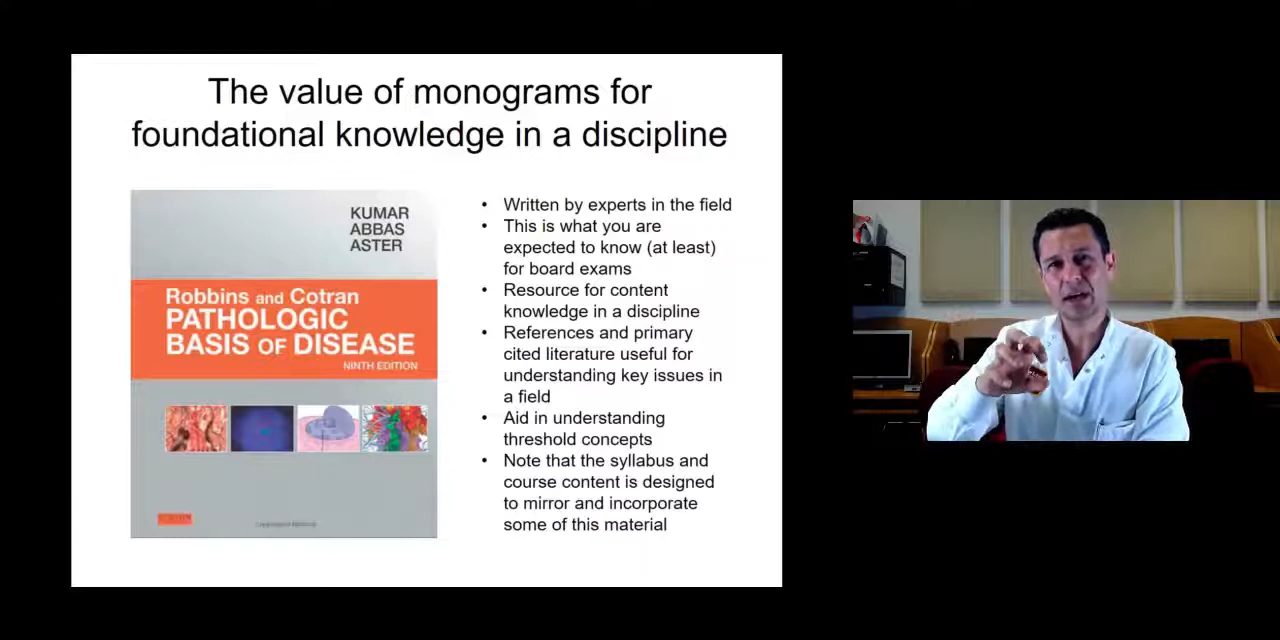 The value of monograms for
foundational knowledge in a discipline
KUMAR
ABBAS
ASTER
Robbins and Cotran
PATHOLOGIC
BASIS OF DISEASE
NINTH EDITION
• Written by experts in the field
• This is what you are
expected to know (at least)
for board exams
• Resource for content
knowledge in a discipline
• References and primary
cited literature useful for
understanding key issues in
a field
• Aid in understanding
threshold concepts
• Note that the syllabus and
course content is designed
to mirror and incorporate
some of this material